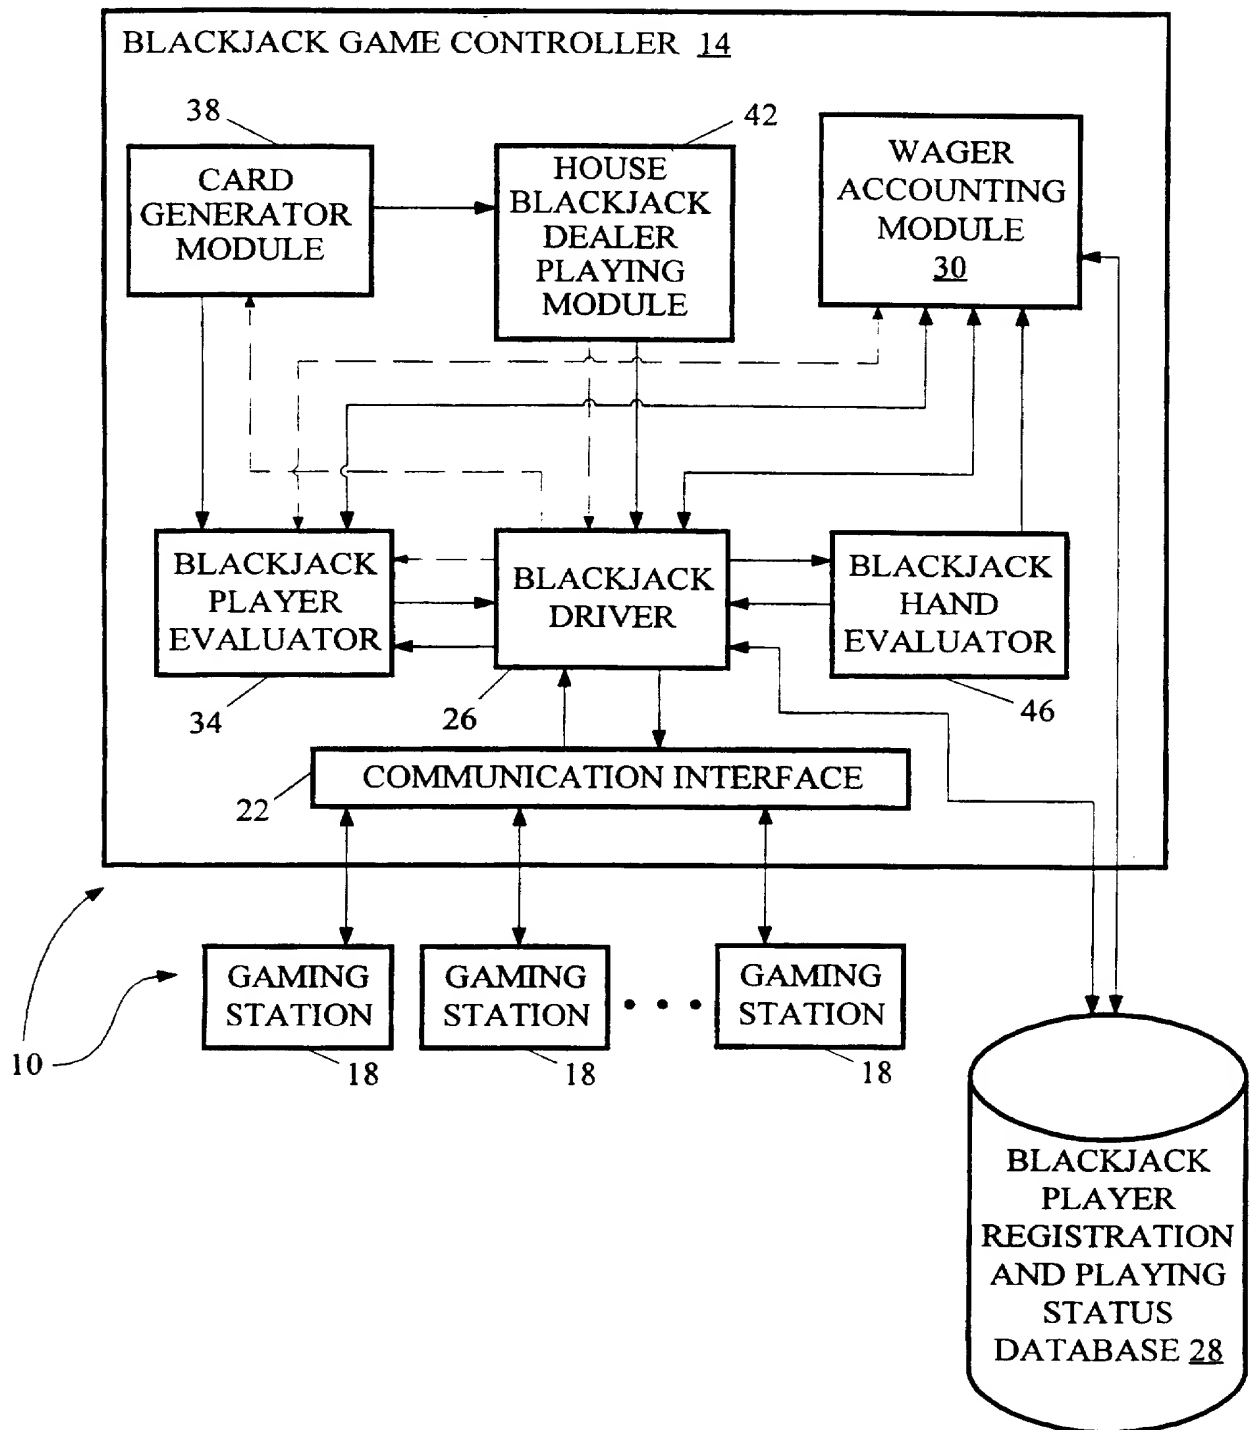 BLACKJACK GAME CONTROLLER 14
38
42
CARD
GENERATOR
MODULE
HOUSE
BLACKJACK
DEALER
PLAYING
MODULE
WAGER
ACCOUNTING
MODULE
30
BLACKJACK
PLAYER
EVALUATOR
BLACKJACK
DRIVER
BLACKJACK
HAND
EVALUATOR
34
26
46
COMMUNICATION INTERFACE
22
GAMING
STATION
GAMING
STATION
GAMING
STATION
10
18
18
18
BLACKJACK
PLAYER
REGISTRATION
AND PLAYING
STATUS
DATABASE 28